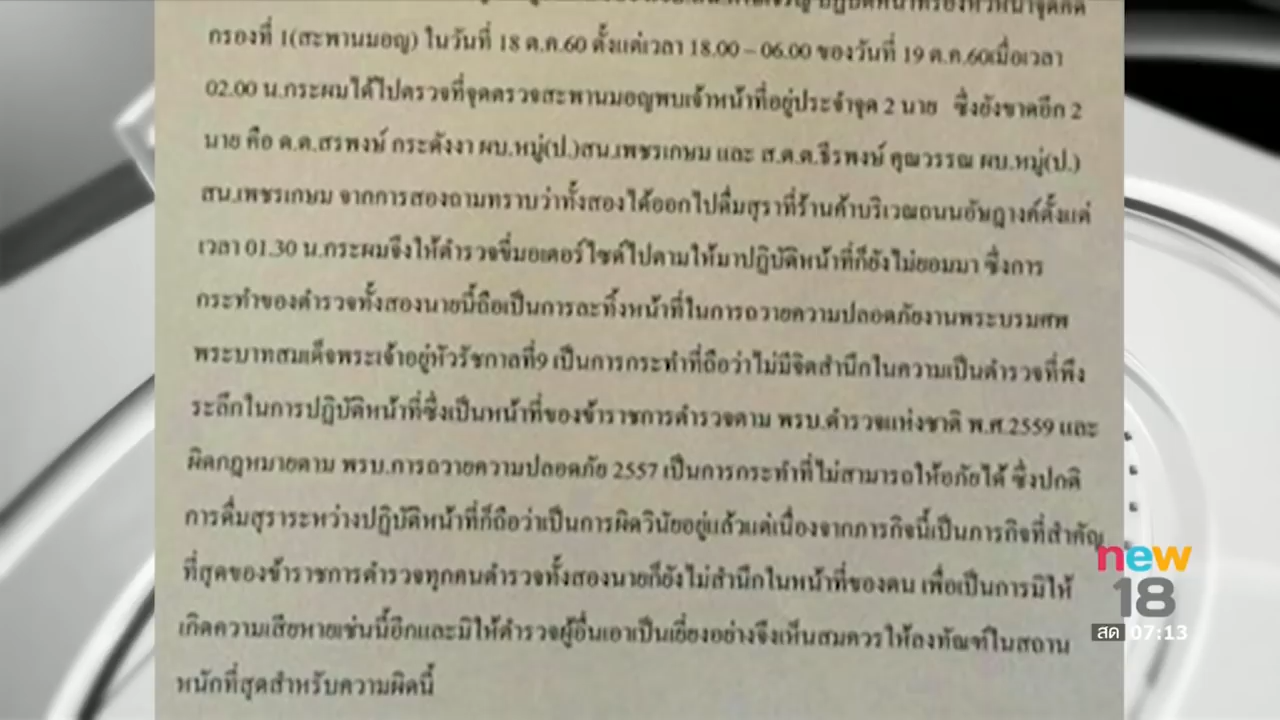 กรองที่ 1(สะพานมอญ) ในวันที่ 18 ต.ค.60 ตั้งแต่เวลา 18.00 – 06.00 ของวันที่ 19 ต.ค.60เมื่อเวลา
02.00 น.กระผมได้ไปตรวจที่จุดตรวจสะพานมอญพบเจ้าหน้าที่อยู่ประจำจุด 2 นาย ซึ่งยังขาดอีก 2
นาย คือ ด.ต.สรพงษ์ กระดังงา ผบ.หมู่(ป.)สน.เพชรเกษม และ ส.ต.ต.ธีรพงษ์ คูณวรรณ ผบ.หมู่(ป.)
สน.เพชรเกษม จากการสองถามทราบว่าทั้งสองได้ออกไปดื่มสุราที่ร้านค้าบริเวณถนนอัษฎางค์ตั้งแต่
เวลา 01.30 น.กระผมจึงให้ตำรวจขี่มอเตอร์ไซต์ไปตามให้มาปฏิบัติหน้าที่ก็ยังไม่ยอมมา ซึ่งการ
กระทำของตำรวจทั้งสองนายนี้ถือเป็นการละทิ้งหน้าที่ในการถวายความปลอดภัยงานพระบรมศพ
พระบาทสมเด็จพระเจ้าอยู่หัวรัชกาลที่9 เป็นการกระทำที่ถือว่าไม่มีจิตสำนึกในความเป็นตำรวจที่พึง
ระลึกในการปฏิบัติหน้าที่ซึ่งเป็นหน้าที่ของข้าราชการตำรวจตาม พรบ.ตำรวจแห่งชาติ พ.ศ.2559 และ
ผิดกฎหมายตาม พรบ.การถวายความปลอดภัย 2557 เป็นการกระทำที่ไม่สามารถให้อภัยได้ ซึ่งปกติ
การดื่มสุราระหว่างปฏิบัติหน้าที่ก็ถือว่าเป็นการผิดวินัยอยู่แล้วแต่เนื่องจากภารกิจนี้เป็นภารกิจที่สำคัญ
ที่สุดของข้าราชการตำรวจทุกคนตำรวจทั้งสองนายก็ยังไม่สำนึกในหน้าที่ของตน เพื่อเป็นการมิให้
เกิดความเสียหายเช่นนี้อีกและมิให้ตำรวจผู้อื่นเอาเป็นเยี่ยงอย่างจึงเห็นสมควรให้ลงทัณฑ์ในสถาน
หนักที่สุดสำหรับความผิดนี้
new
18
สด 07:13